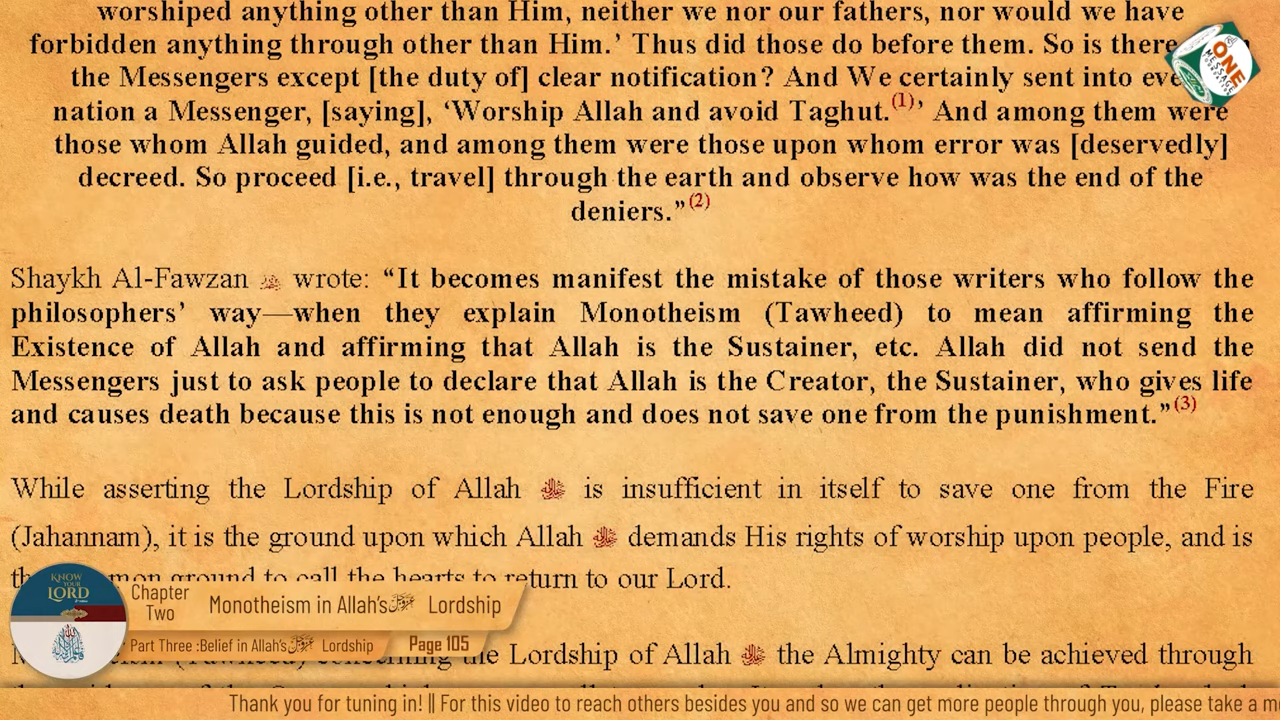 worshiped anything other than Him, neither we nor our fathers, nor would we have
forbidden anything through other than Him.’ Thus did those do before them. So is there
the Messengers except [the duty of] clear notification? And We certainly sent into
nation a Messenger, [saying], ‘Worship Allah and avoid Taghut.(1)’ And among them were
those whom Allah guided, and among them were those upon whom error was [deservedly]
decreed. So proceed [i.e., travel] through the earth and observe how was the end of the
deniers.”(2)
Shaykh Al-Fawzan wrote: “It becomes manifest the mistake of those writers who follow the
philosophers’ way—when they explain Monotheism (Tawheed) to mean affirming the
Existence of Allah and affirming that Allah is the Sustainer, etc. Allah did not send the
Messengers just to ask people to declare that Allah is the Creator, the Sustainer, who gives life
and causes death because this is not enough and does not save one from the punishment.”(3)
While asserting the Lordship of Allah ﷻ is insufficient in itself to save one from the Fire
(Jahannam), it is the ground upon which Allah ﷻ demands His rights of worship upon people, and is
ground to call the hearts to return to our Lord.
the Lordship of Allah ﷻ the Almighty can be achieved through
ONE MESSAGE
KNOW YOUR LORD
Chapter Two
Monotheism in Allah’s Lordship
Part Three :Belief in Allah’s Lordship
Page 105
Thank you for tuning in! || For this video to reach others besides you and so we can get more people through you, please take a